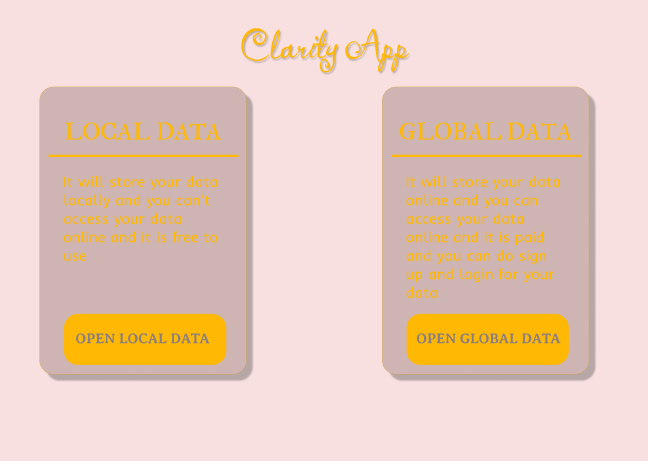 Clarity App
LOCAL DATA
It will store your data
locally and you can't
access your data
online and it is free to
use
OPEN LOCAL DATA
GLOBAL DATA
It will store your data
online and you can
access your data
online and it is paid
and you can do sign
up and login for your
data
OPEN GLOBAL DATA